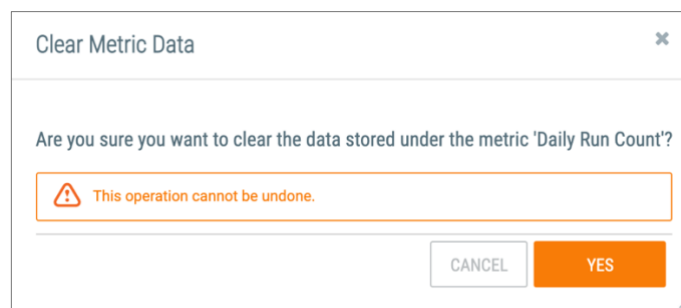 Clear Metric Data
Are you sure you want to clear the data stored under the metric 'Daily Run Count'?
This operation cannot be undone.
CANCEL
YES